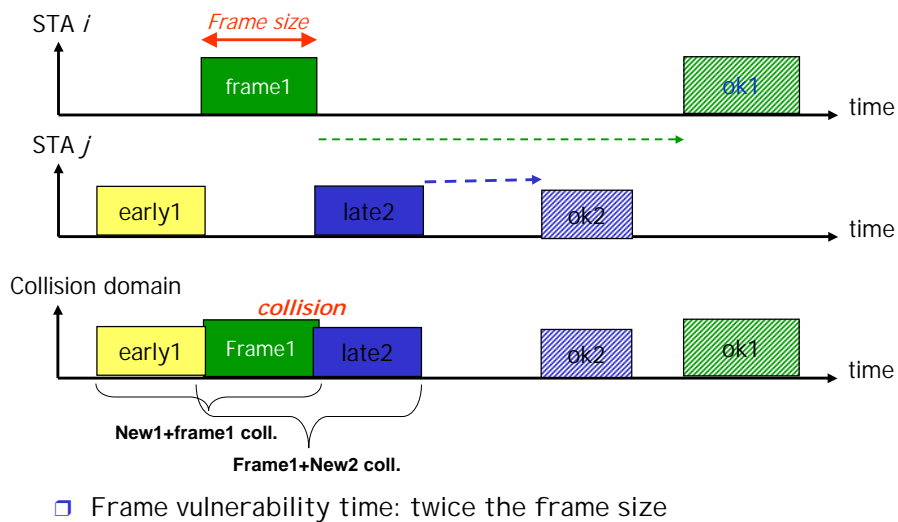 STA i
Frame size
frame1
ok1
time
STA j
early1
late2
ok2
time
Collision domain
collision
early1
Frame1
late2
ok2
ok1
time
New1+frame1 coll.
Frame1+New2 coll.
Frame vulnerability time: twice the frame size